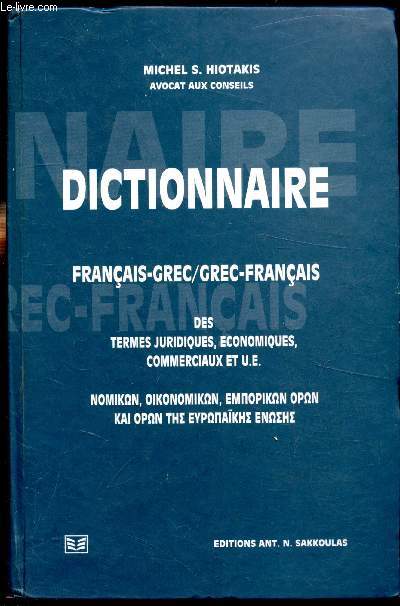 Le-livre.com
MICHEL S. HIOTAKIS
AVOCAT AUX CONSEILS
NAIRE
DICTIONNAIRE
FRANÇAIS-GREC/GREC-FRANÇAIS
REC-FRANÇAIS
DES
TERMES JURIDIQUES, ECONOMIQUES,
COMMERCIAUX ET U.E.
ΝΟΜΙΚΩΝ, ΟΙΚΟΝΟΜΙΚΩΝ, ΕΜΠΟΡΙΚΩΝ ΟΡΩΝ
ΚΑΙ ΟΡΩΝ ΤΗΣ ΕΥΡΩΠΑΪΚΗΣ ΕΝΩΣΗΣ
EDITIONS ANT. N. SAKKOULAS